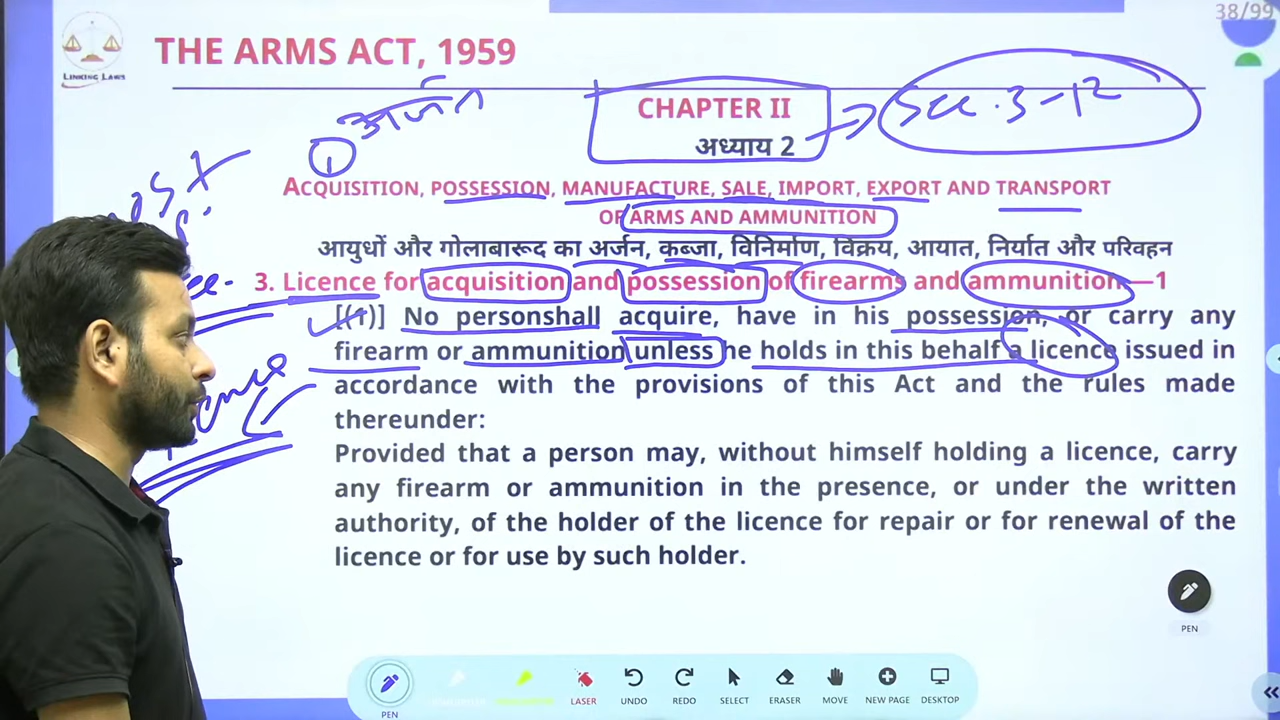 38/99
LINKING LAWS
THE ARMS ACT, 1959
① अर्जन
CHAPTER II
अध्याय 2
Sec. 3-12
ACQUISITION, POSSESSION, MANUFACTURE, SALE, IMPORT, EXPORT AND TRANSPORT
OF ARMS AND AMMUNITION
आयुधों और गोलाबारूद का अर्जन, कब्जा, विनिर्माण, विक्रय, आयात, निर्यात और परिवहन
3. Licence for acquisition and possession of firearms and ammunition.—1
[(1)] No personshall acquire, have in his possession, or carry any
firearm or ammunition unless he holds in this behalf a licence issued in
accordance with the provisions of this Act and the rules made
thereunder:
Provided that a person may, without himself holding a licence, carry
any firearm or ammunition in the presence, or under the written
authority, of the holder of the licence for repair or for renewal of the
licence or for use by such holder.
PEN
PEN
LASER
UNDO
REDO
SELECT
ERASER
MOVE
NEW PAGE
DESKTOP